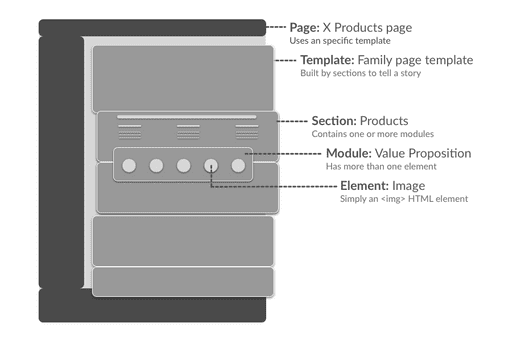 Page: X Products page
Uses an specific template
Template: Family page template
Built by sections to tell a story
Section: Products
Contains one or more modules
Module: Value Proposition
Has more than one element
Element: Image
Simply an <img> HTML element